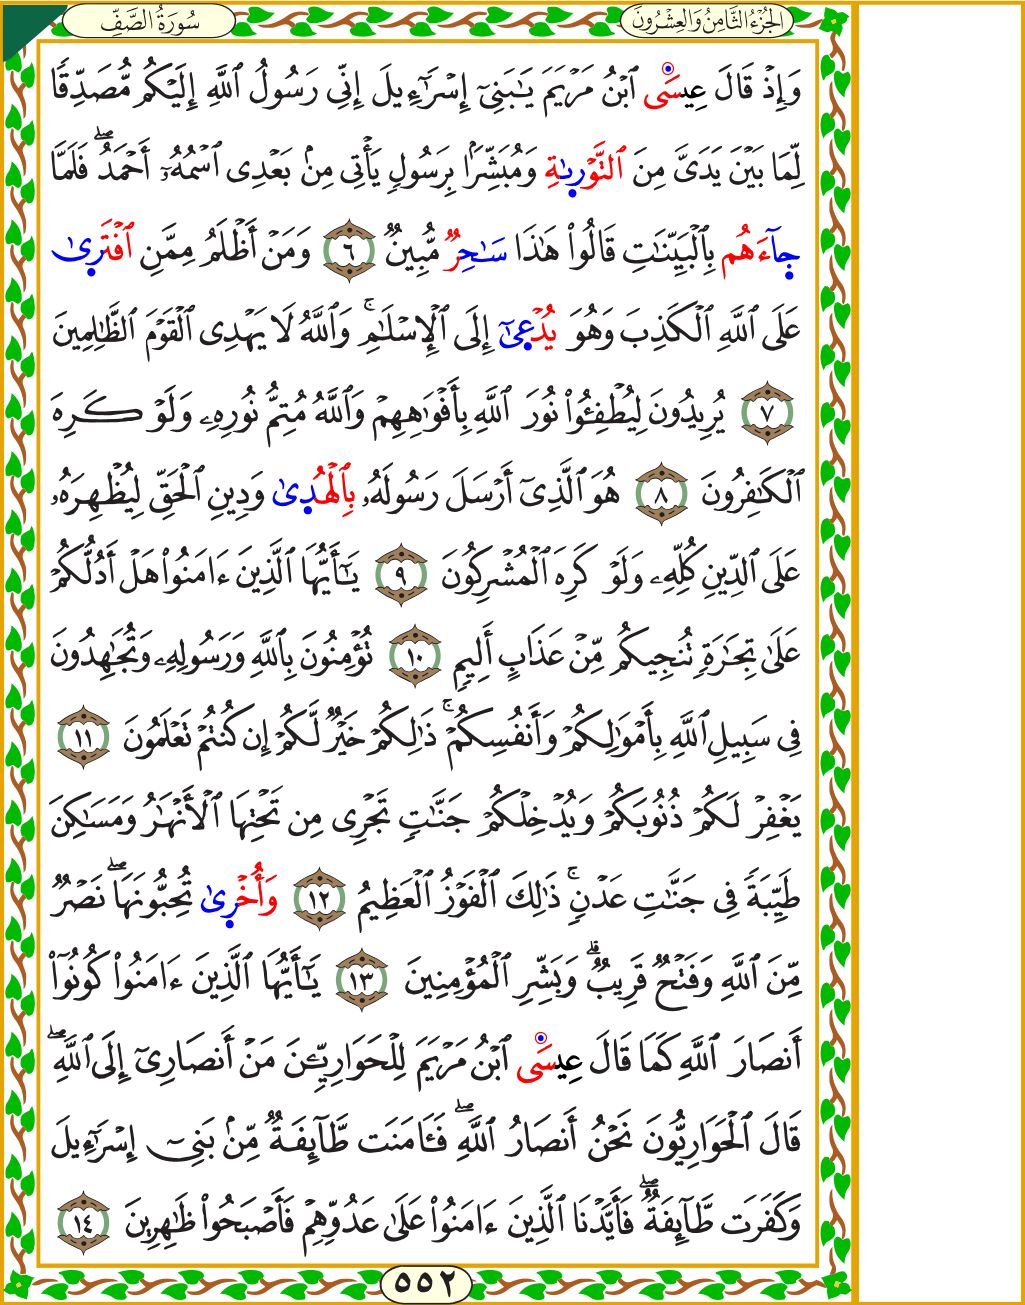 الجُزْءُ الثَّامِنُ وَالعِشْرُونَ
سُورَةُ الصَّفِّ
وَإِذۡ قَالَ عِيسَى ٱبۡنُ مَرۡيَمَ يَٰبَنِيٓ إِسۡرَٰٓءِيلَ إِنِّي رَسُولُ ٱللَّهِ إِلَيۡكُم مُّصَدِّقٗا
لِّمَا بَيۡنَ يَدَيَّ مِنَ ٱلتَّوۡرىٰةِ وَمُبَشِّرَۢا بِرَسُولٖ يَأۡتِي مِنۢ بَعۡدِي ٱسۡمُهُۥٓ أَحۡمَدُۖ فَلَمَّا
جآءَهُم بِٱلۡبَيِّنَٰتِ قَالُواْ هَٰذَا سَٰحِرٞ مُّبِينٞ ٦ وَمَنۡ أَظۡلَمُ مِمَّنِ ٱفۡتَرىٰ
عَلَى ٱللَّهِ ٱلۡكَذِبَ وَهُوَ يُدۡعىٰٓ إِلَى ٱلۡإِسۡلَٰمِۚ وَٱللَّهُ لَا يَهۡدِي ٱلۡقَوۡمَ ٱلظَّٰلِمِينَ
٧ يُرِيدُونَ لِيُطۡفِـُٔواْ نُورَ ٱللَّهِ بِأَفۡوَٰهِهِمۡ وَٱللَّهُ مُتِمُّ نُورِهِۦ وَلَوۡ كَرِهَ
ٱلۡكَٰفِرُونَ ٨ هُوَ ٱلَّذِيٓ أَرۡسَلَ رَسُولَهُۥ بِٱلۡهُدىٰ وَدِينِ ٱلۡحَقِّ لِيُظۡهِرَهُۥ
عَلَى ٱلدِّينِ كُلِّهِۦ وَلَوۡ كَرِهَ ٱلۡمُشۡرِكُونَ ٩ يَٰٓأَيُّهَا ٱلَّذِينَ ءَامَنُواْ هَلۡ أَدُلُّكُمۡ
عَلَىٰ تِجَٰرَةٖ تُنجِيكُم مِّنۡ عَذَابٍ أَلِيمٖ ١٠ تُؤۡمِنُونَ بِٱللَّهِ وَرَسُولِهِۦ وَتُجَٰهِدُونَ
فِي سَبِيلِ ٱللَّهِ بِأَمۡوَٰلِكُمۡ وَأَنفُسِكُمۡۚ ذَٰلِكُمۡ خَيۡرٞ لَّكُمۡ إِن كُنتُمۡ تَعۡلَمُونَ ١١
يَغۡفِرۡ لَكُمۡ ذُنُوبَكُمۡ وَيُدۡخِلۡكُمۡ جَنَّٰتٖ تَجۡرِي مِن تَحۡتِهَا ٱلۡأَنۡهَٰرُ وَمَسَٰكِنَ
طَيِّبَةٗ فِي جَنَّٰتِ عَدۡنٖۚ ذَٰلِكَ ٱلۡفَوۡزُ ٱلۡعَظِيمُ ١٢ وَأُخۡرىٰ تُحِبُّونَهَاۖ نَصۡرٞ
مِّنَ ٱللَّهِ وَفَتۡحٞ قَرِيبٞۗ وَبَشِّرِ ٱلۡمُؤۡمِنِينَ ١٣ يَٰٓأَيُّهَا ٱلَّذِينَ ءَامَنُواْ كُونُوٓاْ
أَنصَارَ ٱللَّهِ كَمَا قَالَ عِيسَى ٱبۡنُ مَرۡيَمَ لِلۡحَوَارِيِّـۧنَ مَنۡ أَنصَارِيٓ إِلَى ٱللَّهِۖ
قَالَ ٱلۡحَوَارِيُّونَ نَحۡنُ أَنصَارُ ٱللَّهِۖ فَـَٔامَنَت طَّآئِفَةٞ مِّنۢ بَنِيٓ إِسۡرَٰٓءِيلَ
وَكَفَرَت طَّآئِفَةٞۖ فَأَيَّدۡنَا ٱلَّذِينَ ءَامَنُواْ عَلَىٰ عَدُوِّهِمۡ فَأَصۡبَحُواْ ظَٰهِرِينَ ١٤
٥٥٢